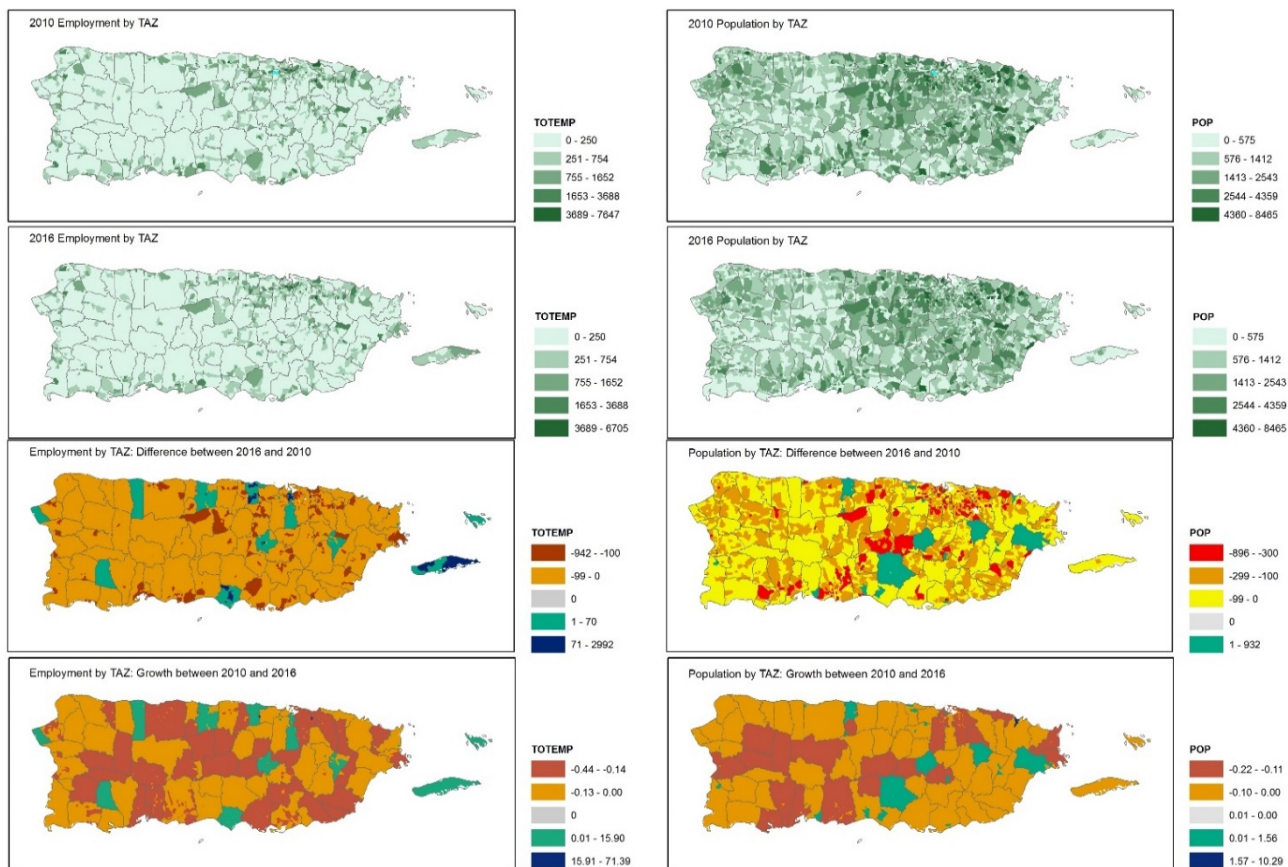 2010 Employment by TAZ
TOTEMP
0 - 250
251 - 754
755 - 1652
1653 - 3688
3689 - 7647
2010 Population by TAZ
POP
0 - 575
576 - 1412
1413 - 2543
2544 - 4359
4360 - 8465
2016 Employment by TAZ
TOTEMP
0 - 250
251 - 754
755 - 1652
1653 - 3688
3689 - 6705
2016 Population by TAZ
POP
0 - 575
576 - 1412
1413 - 2543
2544 - 4359
4360 - 8465
Employment by TAZ: Difference between 2016 and 2010
TOTEMP
-942 - -100
-99 - 0
0
1 - 70
71 - 2992
Population by TAZ: Difference between 2016 and 2010
POP
-896 - -300
-299 - -100
-99 - 0
0
1 - 932
Employment by TAZ: Growth between 2010 and 2016
TOTEMP
-0.44 - -0.14
-0.13 - 0.00
0
0.01 - 15.90
15.91 - 71.39
Population by TAZ: Growth between 2010 and 2016
POP
-0.22 - -0.11
-0.10 - 0.00
0.01 - 0.00
0.01 - 1.56
1.57 - 10.29